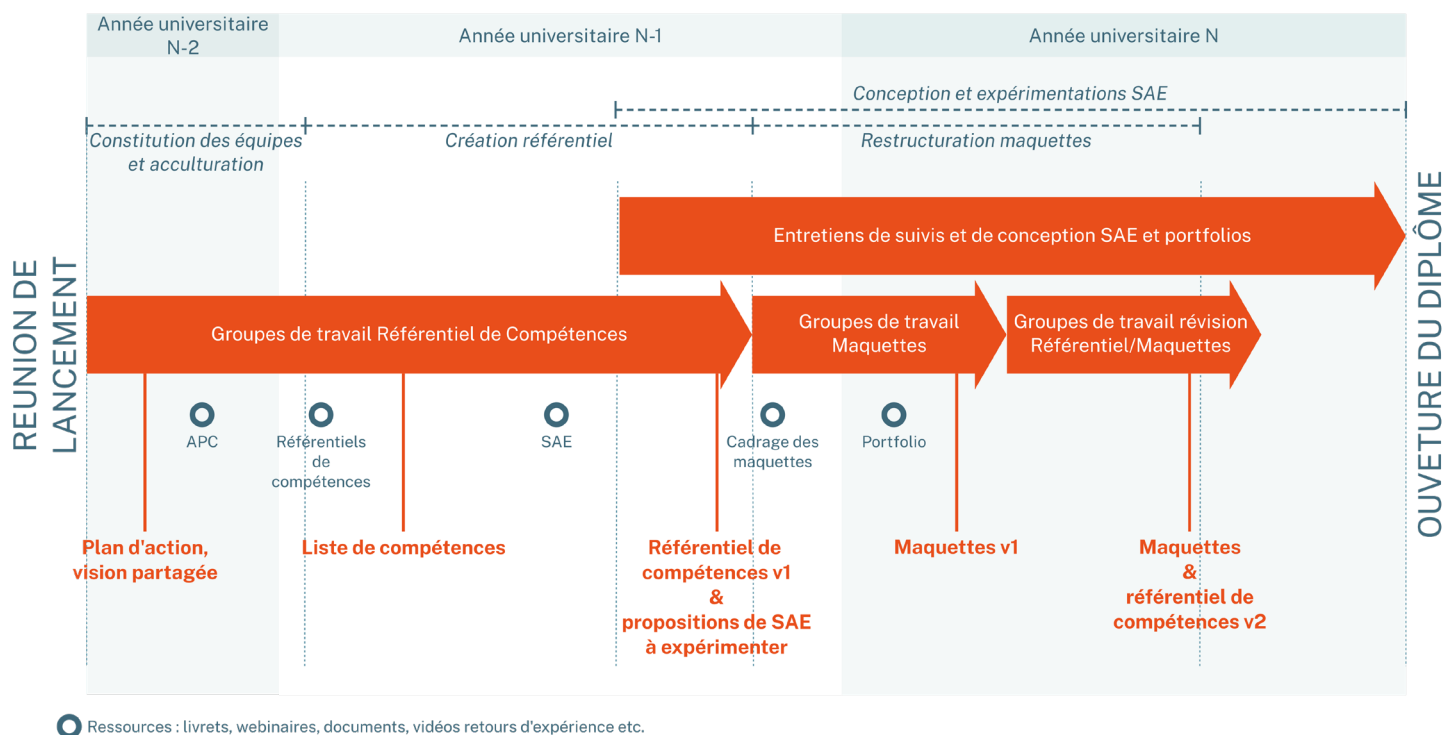 Année universitaire
N-2
Année universitaire N-1
Année universitaire N
Conception et expérimentations SAE
Constitution des équipes
et acculturation
Création référentiel
Restructuration maquettes
REUNION DE
LANCEMENT
Entretiens de suivis et de conception SAE et portfolios
Groupes de travail Référentiel de Compétences
Groupes de travail
Maquettes
Groupes de travail révision
Référentiel/Maquettes
APC
Référentiels
de
compétences
SAE
Cadrage des
maquettes
Portfolio
Plan d'action,
vision partagée
Liste de compétences
Référentiel de
compétences v1
&
propositions de SAE
à expérimenter
Maquettes v1
Maquettes
&
référentiel de
compétences v2
OUVETURE DU DIPLÔME
Ressources : livrets, webinaires, documents, vidéos retours d'expérience etc.